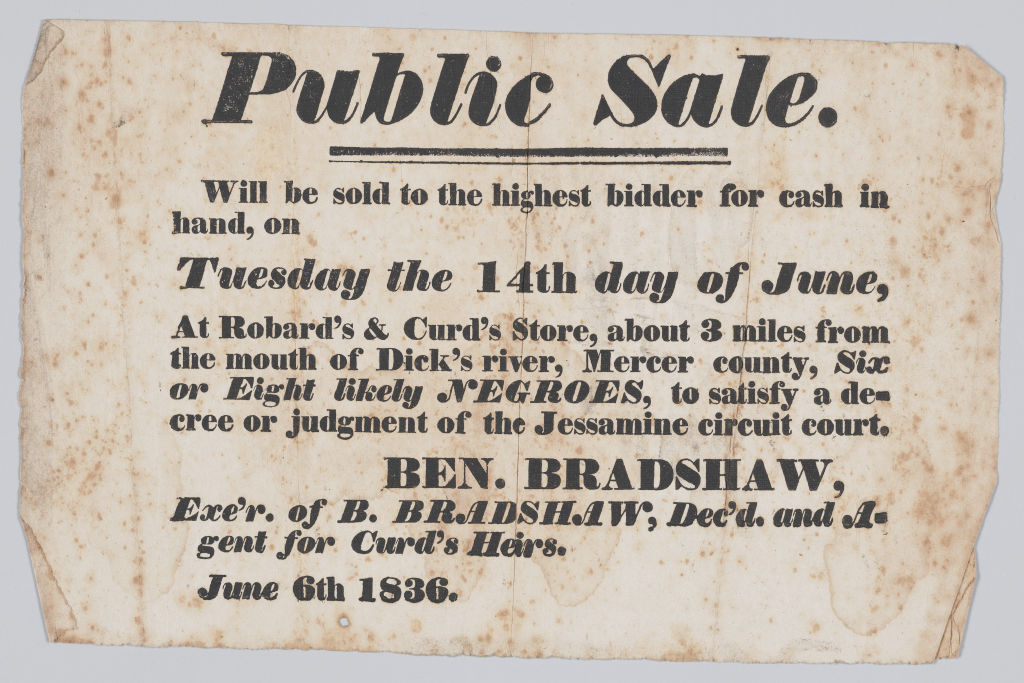 Public Sale.
Will be sold to the highest bidder for cash in
hand, on
Tuesday the 14th day of June,
At Robard's & Curd's Store, about 3 miles from
the mouth of Dick's river, Mercer county, Six
or Eight likely NEGROES, to satisfy a de-
cree or judgment of the Jessamine circuit court.
BEN. BRADSHAW,
Exe'r. of B. BRADSHAW, Dec'd. and A-
gent for Curd's Heirs.
June 6th 1836.